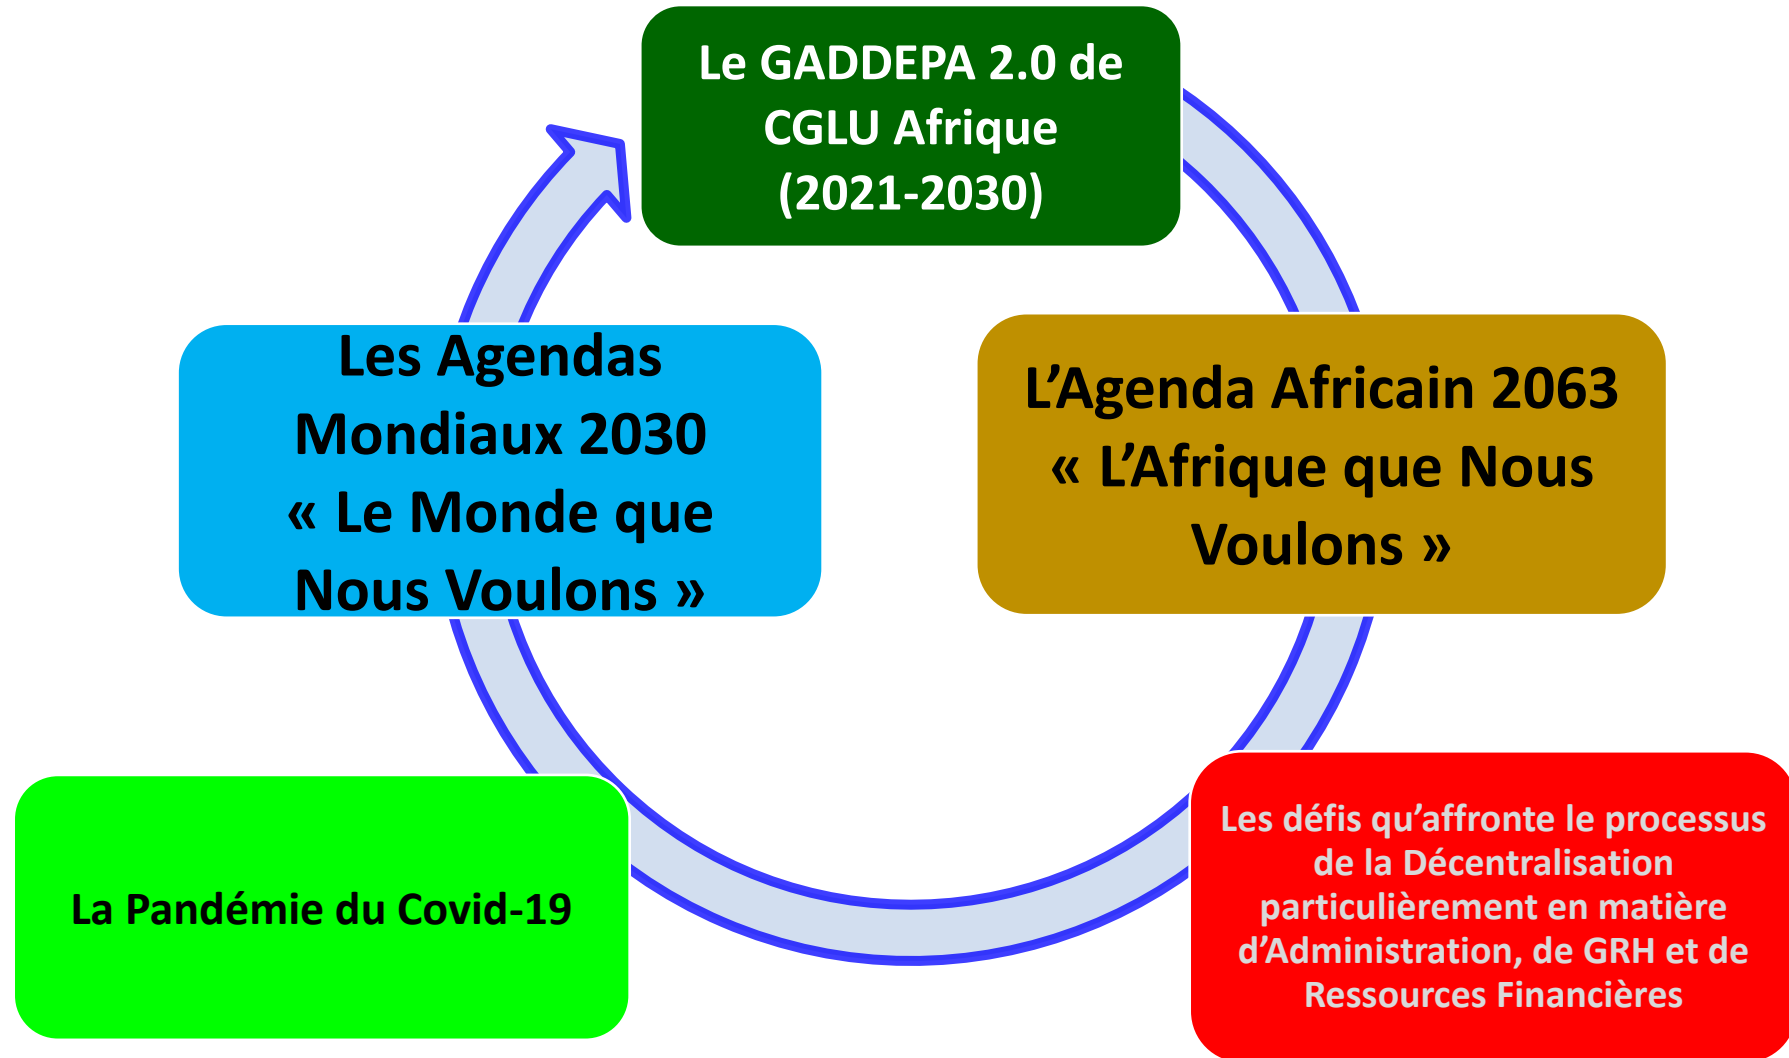 Le GADDEPA 2.0 de
CGLU Afrique
(2021-2030)
Les Agendas
Mondiaux 2030
« Le Monde que
Nous Voulons »
L’Agenda Africain 2063
« L’Afrique que Nous
Voulons »
La Pandémie du Covid-19
Les défis qu’affronte le processus
de la Décentralisation
particulièrement en matière
d’Administration, de GRH et de
Ressources Financières